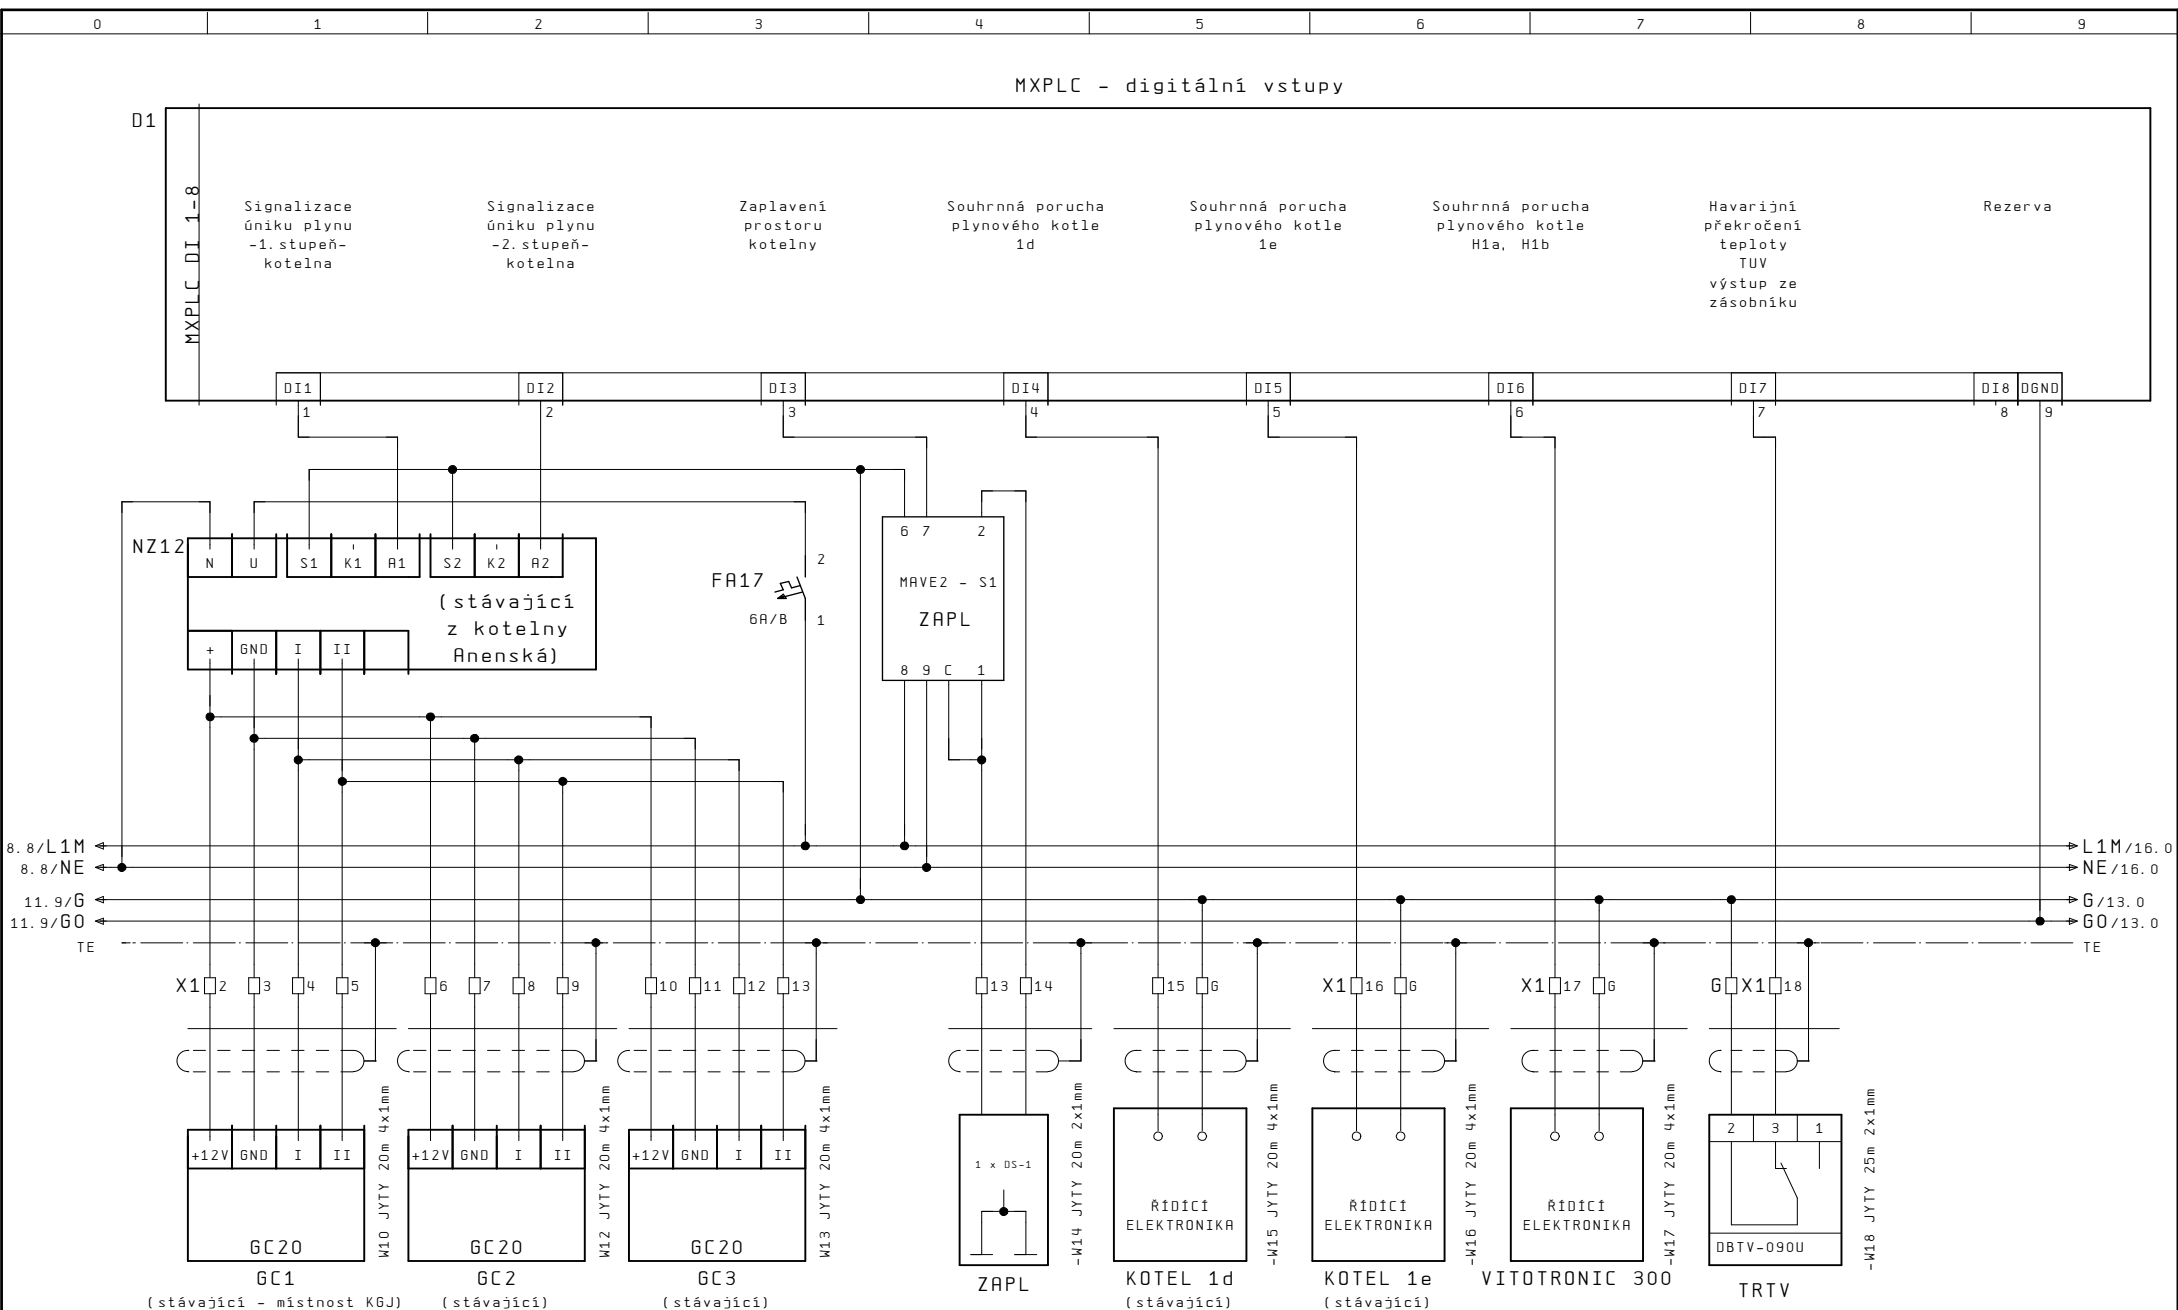 0 1 2 3 4 5 6 7 8 9
MXPLC - digitální vstupy
D1
MXPLC DI 1-8
Signalizace
úniku plynu
-1. stupeň-
kotelna
Signalizace
úniku plynu
-2. stupeň-
kotelna
Zaplavení
prostoru
kotelny
Souhrnná porucha
plynového kotle
1d
Souhrnná porucha
plynového kotle
1e
Souhrnná porucha
plynového kotle
H1a, H1b
Havarijní
překročení
teploty
TUV
výstup ze
zásobníku
Rezerva
DI1 DI2 DI3 DI4 DI5 DI6 DI7 DI8 DGND
1 2 3 4 5 6 7 8 9
NZ12
N U S1 K1 A1 S2 K2 A2
(stávající
z kotelny
Anenská)
+ GND I II
FA17
2
6A/B
1
6 7 2
MAVE2 - S1
ZAPL
8 9 C 1
8.8/L1M
8.8/NE
11.9/G
11.9/G0
TE
L1M/16.0
NE/16.0
G/13.0
G0/13.0
TE
X1 2 3 4 5 6 7 8 9 10 11 12 13 13 14 15 G X1 16 G X1 17 G G X1 18
+12V GND I II
GC20
GC1
(stávající - místnost KGJ)
W10 JYTY 20m 4x1mm
+12V GND I II
GC20
GC2
(stávající)
W12 JYTY 20m 4x1mm
+12V GND I II
GC20
GC3
(stávající)
W13 JYTY 20m 4x1mm
1 x DS-1
ZAPL
-W14 JYTY 20m 2x1mm
ŘÍDÍCÍ
ELEKTRONIKA
KOTEL 1d
(stávající)
-W15 JYTY 20m 4x1mm
ŘÍDÍCÍ
ELEKTRONIKA
KOTEL 1e
(stávající)
-W16 JYTY 20m 4x1mm
ŘÍDÍCÍ
ELEKTRONIKA
VITOTRONIC 300
-W17 JYTY 20m 4x1mm
2 3 1
DBTV-090U
TRTV
-W18 JYTY 25m 2x1mm